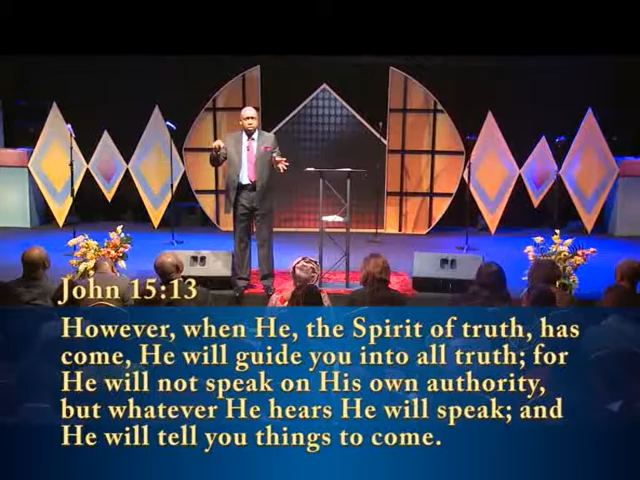 John 15:13
However, when He, the Spirit of truth, has
come, He will guide you into all truth; for
He will not speak on His own authority,
but whatever He hears He will speak; and
He will tell you things to come.